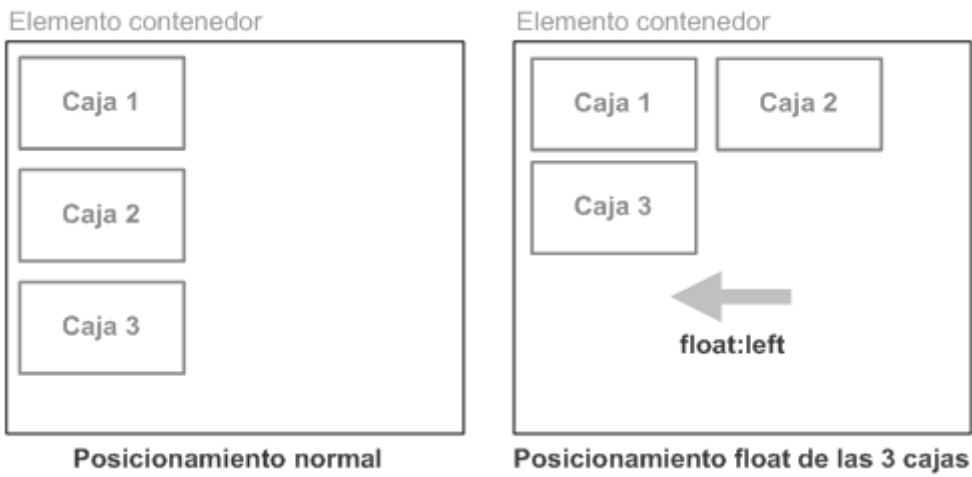 Elemento contenedor
Caja 1
Caja 2
Caja 3
Posicionamiento normal
Elemento contenedor
Caja 1 Caja 2
Caja 3
float:left
Posicionamiento float de las 3 cajas